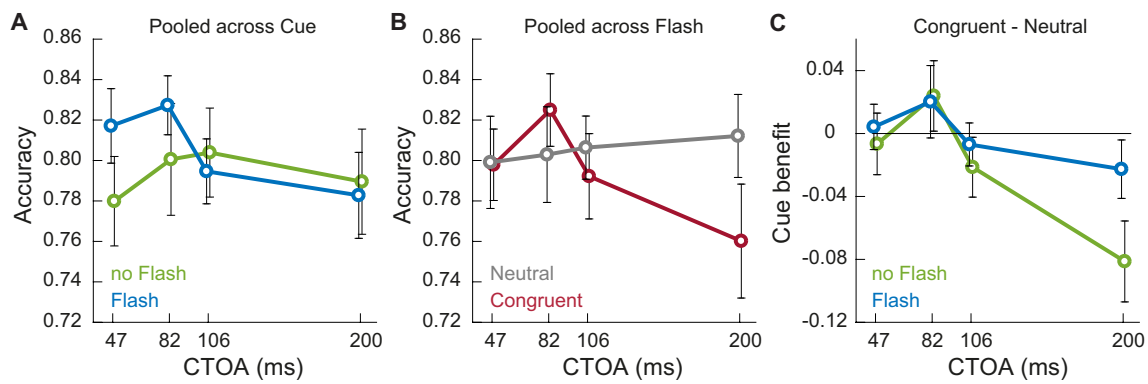 A
Pooled across Cue
0.86
0.84
0.82
0.80
0.78
0.76
0.74
0.72
Accuracy
no Flash
Flash
47
82
106
200
CTOA (ms)
B
Pooled across Flash
0.86
0.84
0.82
0.80
0.78
0.76
0.74
0.72
Accuracy
Neutral
Congruent
47
82
106
200
CTOA (ms)
C
Congruent - Neutral
0.04
0
-0.04
-0.08
-0.12
Cue benefit
no Flash
Flash
47
82
106
200
CTOA (ms)